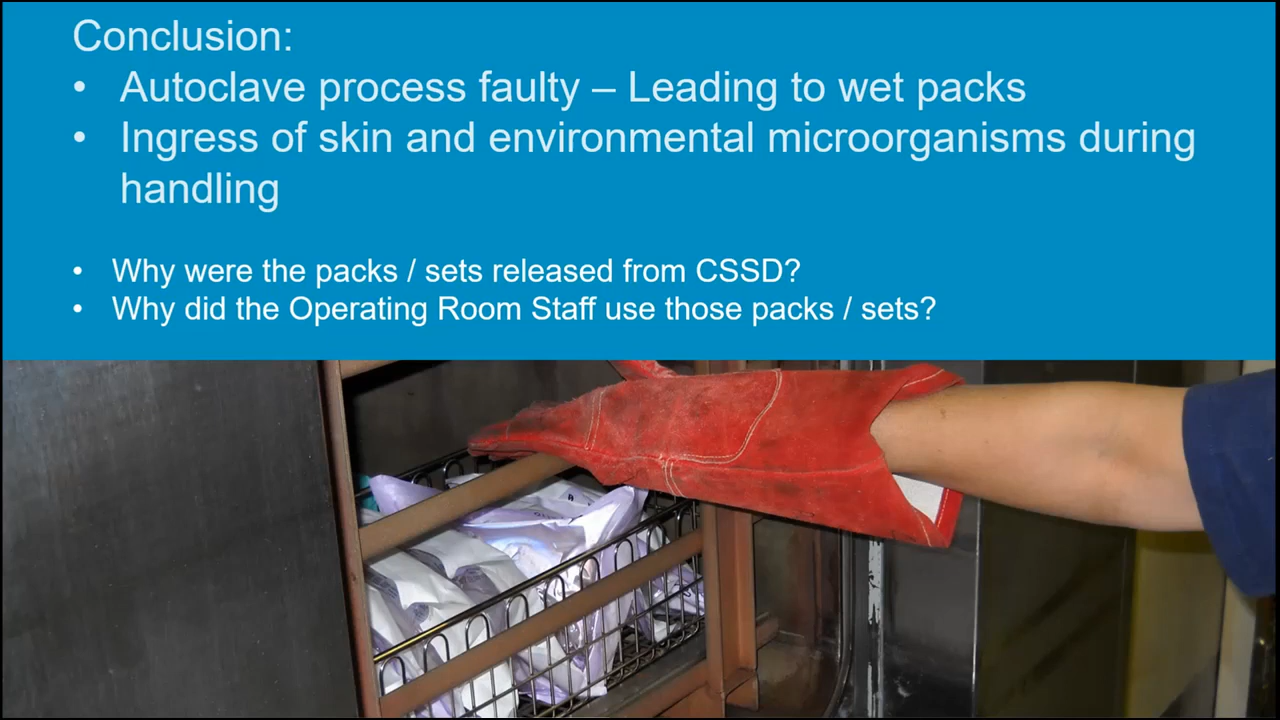 Conclusion:
• Autoclave process faulty – Leading to wet packs
• Ingress of skin and environmental microorganisms during
handling
• Why were the packs / sets released from CSSD?
• Why did the Operating Room Staff use those packs / sets?